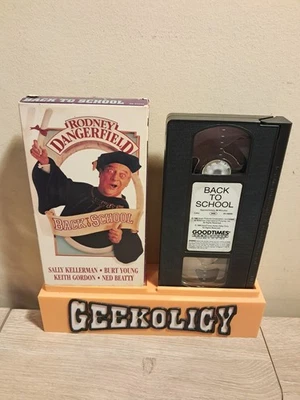 BACK TO SCHOOL
RODNEY
DANGERFIELD
BACK TO SCHOOL
SALLY KELLERMAN • BURT YOUNG
KEITH GORDON • NED BEATTY
BACK
TO
SCHOOL
GOODTIMES
GEEKOLICY